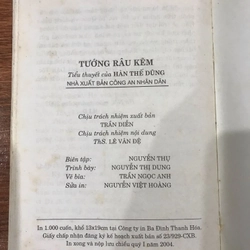 TƯỚNG RÂU KẼM
Tiểu thuyết của HÀN THẾ DŨNG
NHÀ XUẤT BẢN CÔNG AN NHÂN DÂN
Chịu trách nhiệm xuất bản
TRẦN DIỄN
Chịu trách nhiệm nội dung
ThS. LÊ VĂN ĐỆ
Biên tập: NGUYỄN THỤ
Trình bày: NGUYỄN THỊ DUNG
Vẽ bìa: TRẦN NGỌC ANH
Sửa in: NGUYỄN VIỆT HOÀNG
In 1.000 cuốn, khổ 13x19cm tại Công ty in Ba Đình Thanh Hóa.
Giấy chấp nhận đăng ký kế hoạch xuất bản số 23/929-CXB.
In xong và nộp lưu chiểu quý I năm 2004.